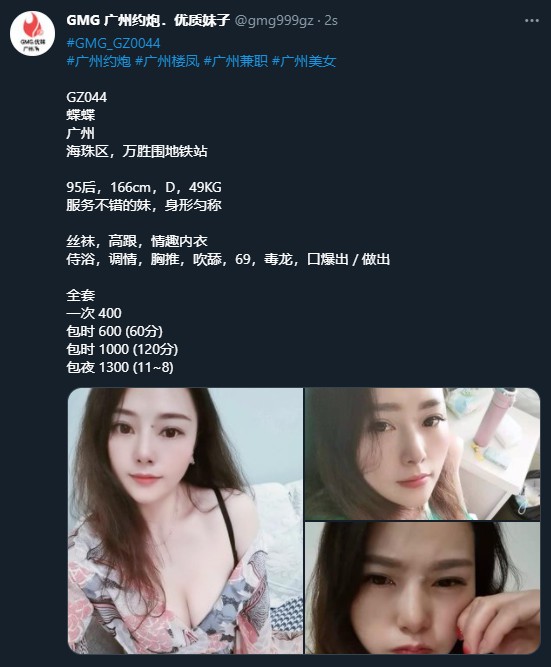 GMG 广州约炮．优质妹子 @gmg999gz · 2s
#GMG_GZ0044
#广州约炮 #广州楼凤 #广州兼职 #广州美女
GZ044
蝶蝶
广州
海珠区，万胜围地铁站
95后，166cm，D，49KG
服务不错的妹，身形匀称
丝袜，高跟，情趣内衣
侍浴，调情，胸推，吹舔，69，毒龙，口爆出 / 做出
全套
一次 400
包时 600 (60分)
包时 1000 (120分)
包夜 1300 (11~8)